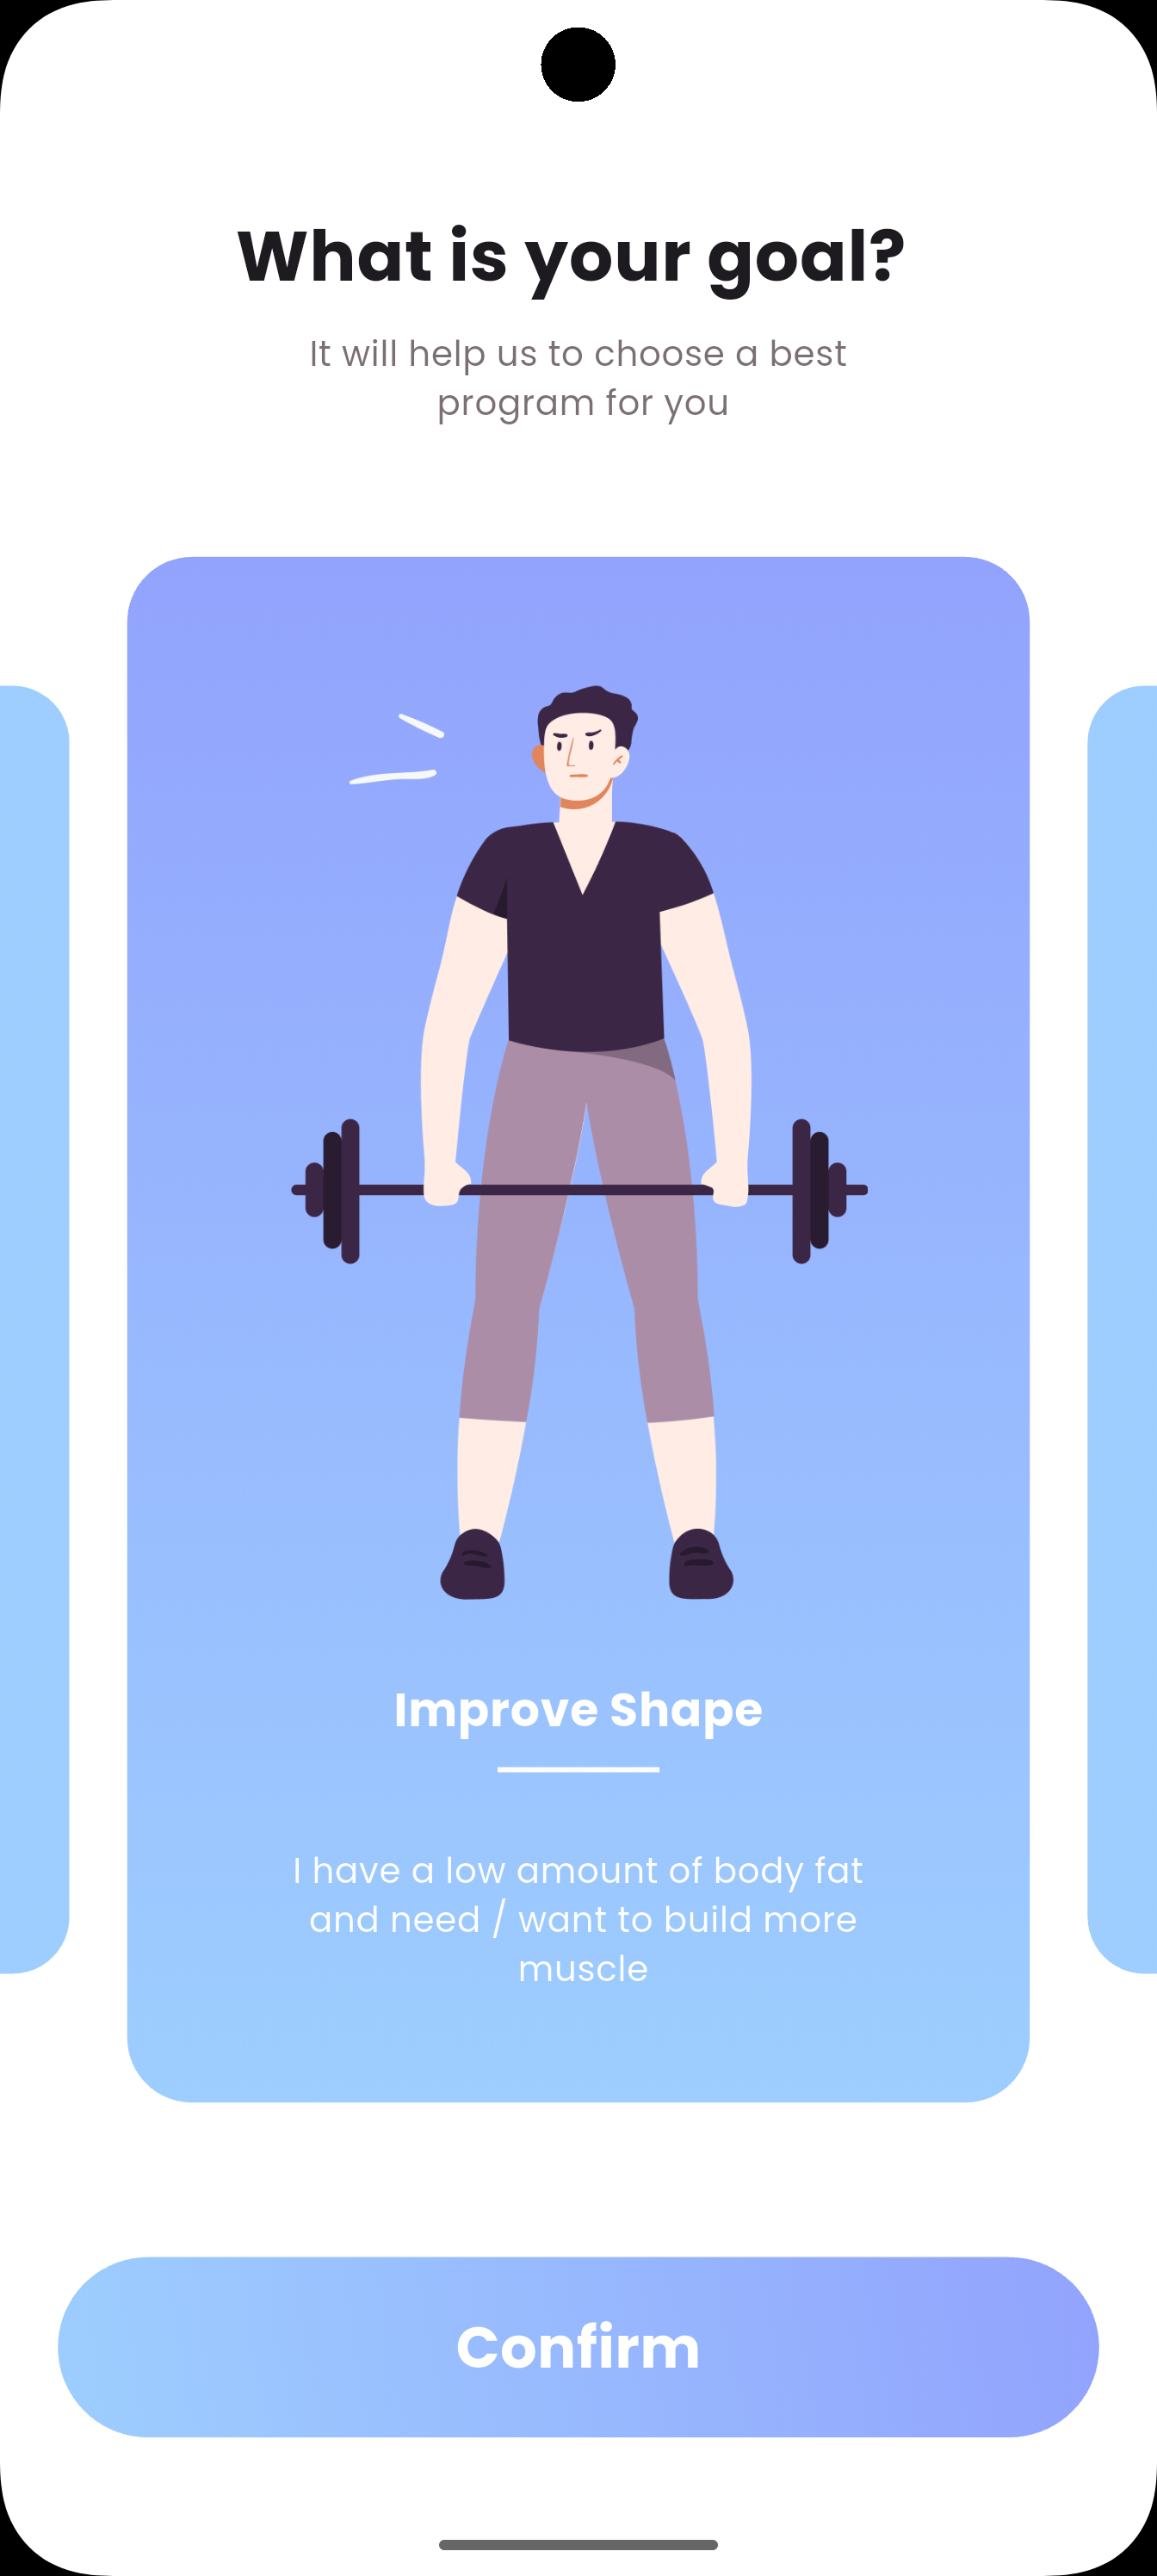 What is your goal?
It will help us to choose a best
program for you
Improve Shape
I have a low amount of body fat
and need / want to build more
muscle
Confirm